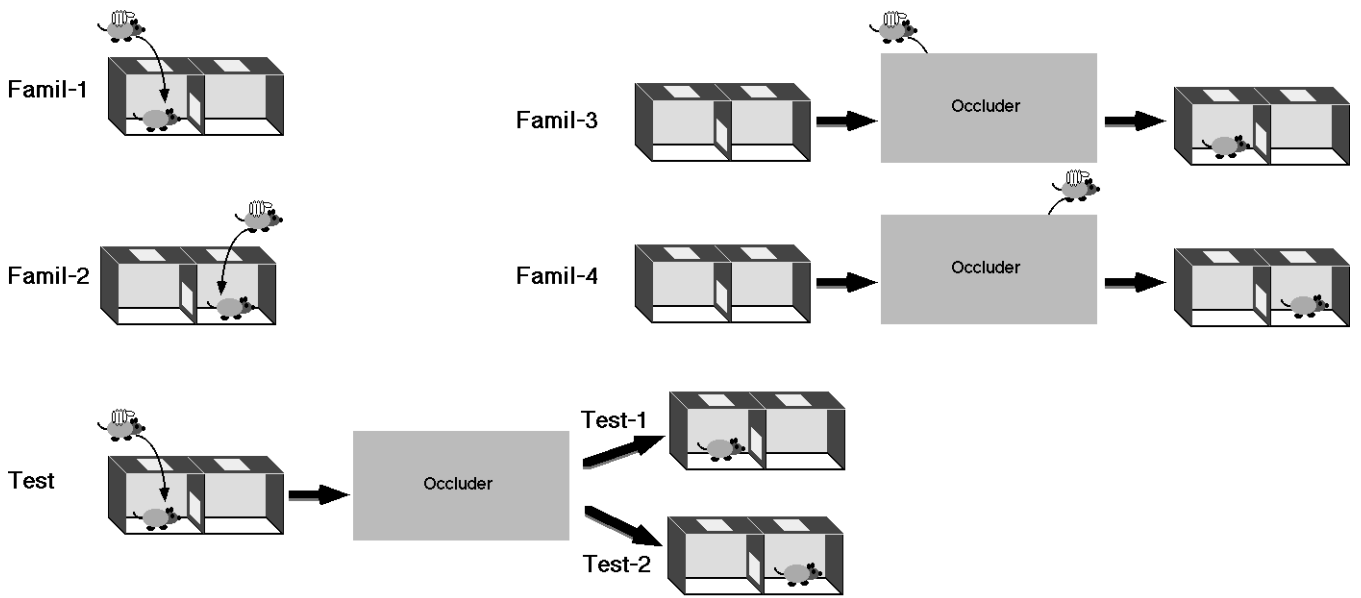 Famil-1
Famil-3
Occluder
Famil-2
Famil-4
Occluder
Test
Occluder
Test-1
Test-2